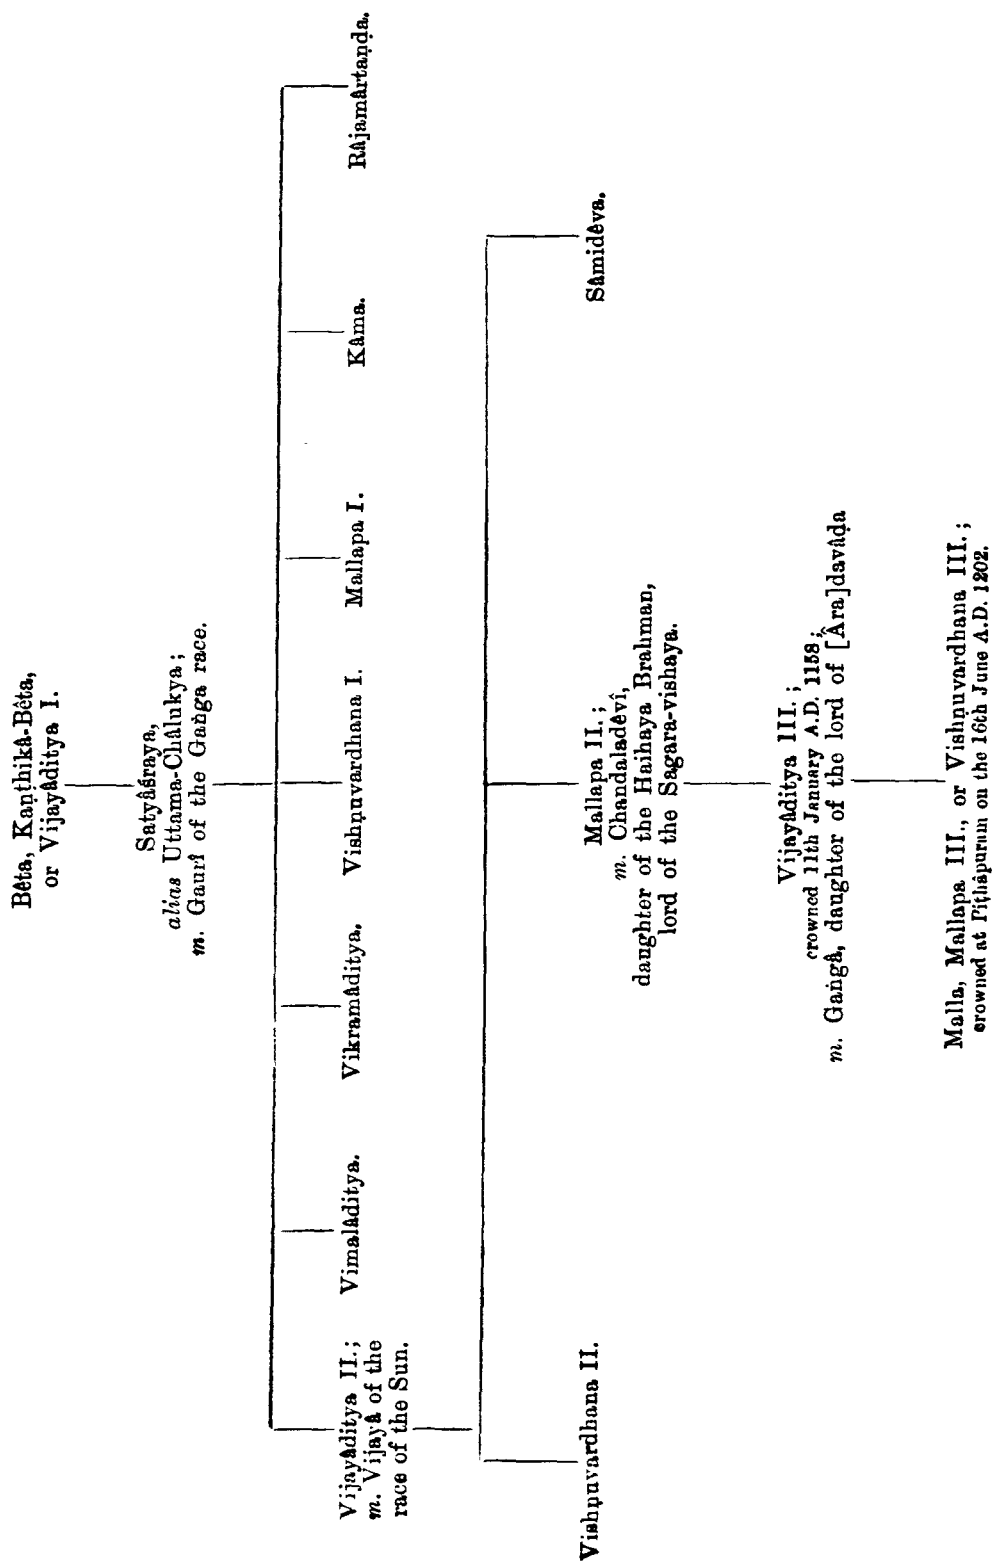 Bêta, Kaṇṭhikâ-Bêta,
or Vijayâditya I.
Satyâśraya,
alias Uttama-Châlukya;
m. Gaurî of the Gaṅga race.
Vijayâditya II.;
m. Vijayâ of the
race of the Sun.
Vimalâditya.
Vikramâditya.
Vishṇuvardhana I.
Mallapa I.
Kâma.
Râjamârtaṇḍa.
Vishṇuvardhana II.
Mallapa II.;
m. Chandaladêvî,
daughter of the Haihaya Brahman,
lord of the Sagara-vishaya.
Sâmidêva.
Vijayâditya III.;
crowned 11th January A.D. 1158;
m. Gaṅgâ, daughter of the lord of [Âra]davâḍa
Malla, Mallapa III., or Vishṇuvardhana III.;
crowned at Piṭhâpuram on the 16th June A.D. 1202.